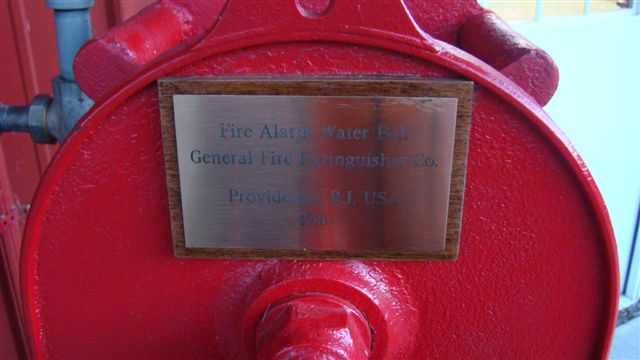 Fire Alarm Water Bell
General Fire Extinguisher Co.
Providence, R.I. USA
1918